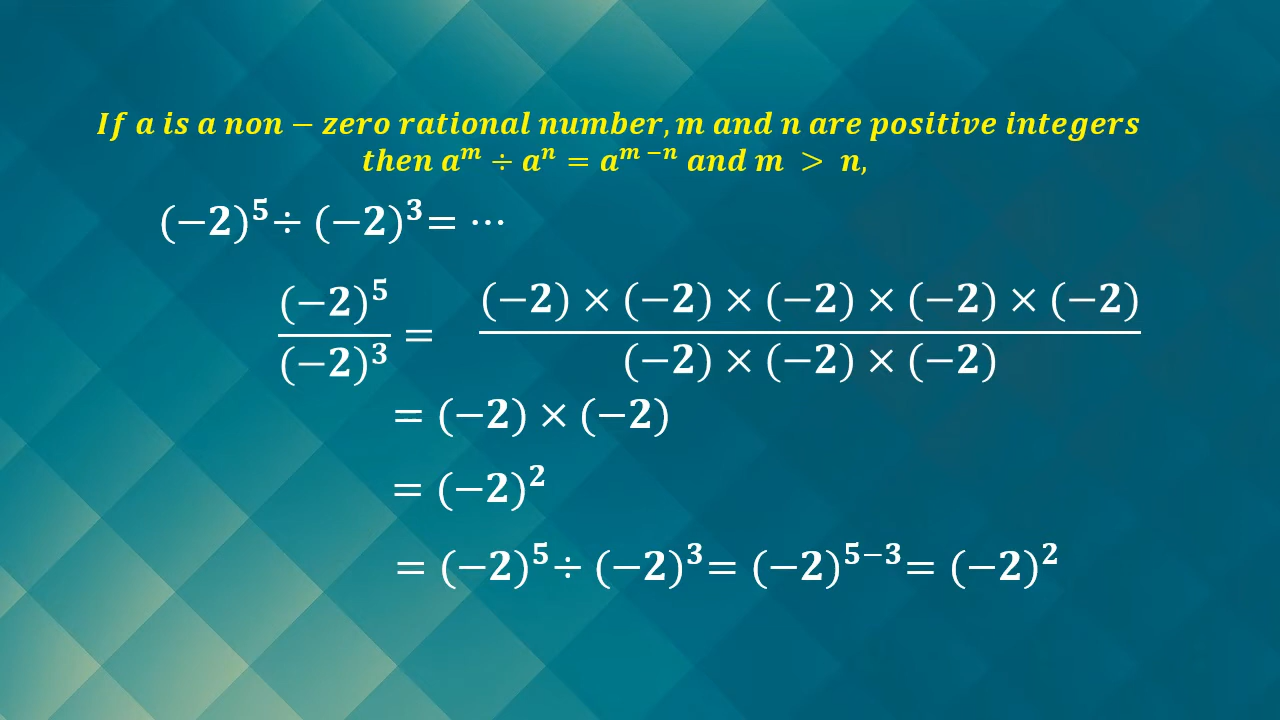 If a is a non − zero rational number, m and n are positive integers
then aᵐ ÷ aⁿ = aᵐ ⁻ⁿ and m > n,
(−2)⁵÷ (−2)³= ⋯
(−2)⁵/(−2)³ = (−2) × (−2) × (−2) × (−2) × (−2)/(−2) × (−2) × (−2)
= (−2) × (−2)
= (−2)²
= (−2)⁵÷ (−2)³= (−2)⁵⁻³= (−2)²